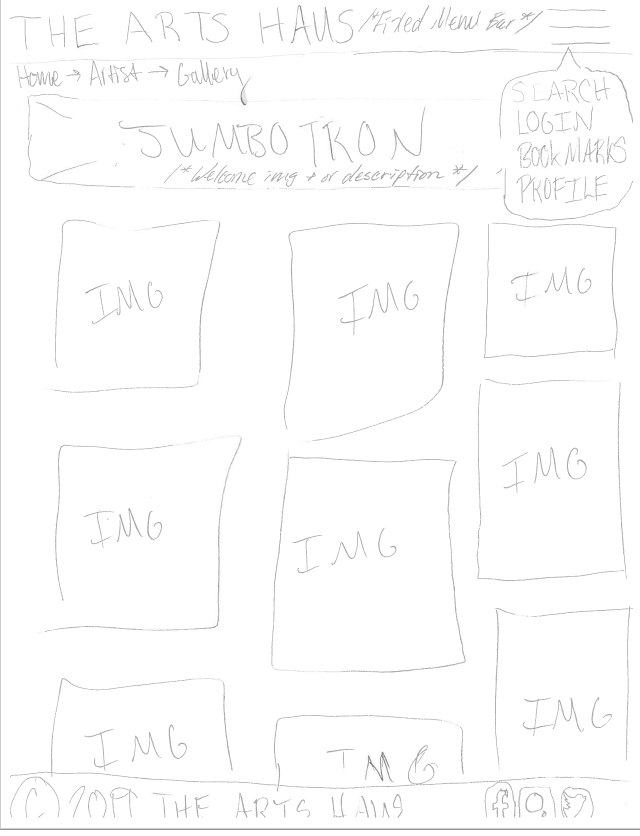 THE ARTS HAUS /*Fixed Menu Bar*/
Home → Artist → Gallery
SEARCH
LOGIN
BOOKMARKS
PROFILE
JUMBOTRON
/*Welcome img + or description*/
IMG
IMG
IMG
IMG
IMG
IMG
IMG
IMG
IMG
© 2019 THE ARTS HAUS